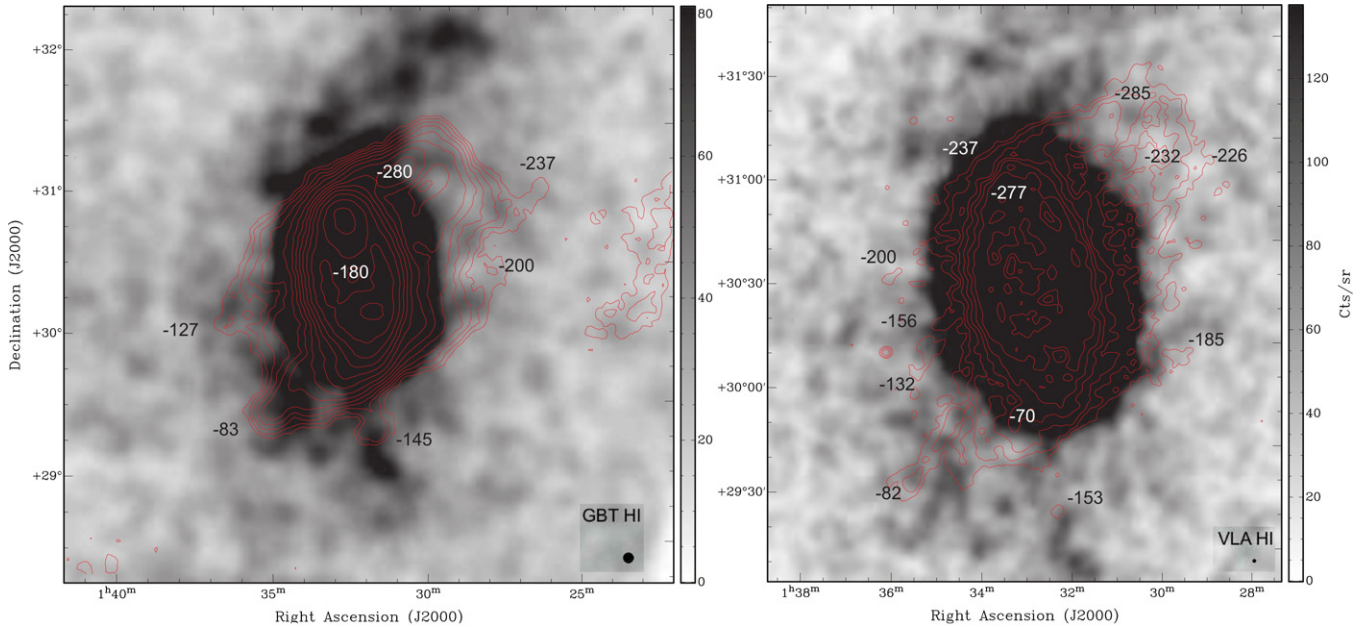 +32°
+31°
+30°
+29°
Declination (J2000)
-280
-237
-180
-200
-127
-83
-145
GBT HI
1ʰ40ᵐ
35ᵐ
30ᵐ
25ᵐ
Right Ascension (J2000)
80
60
40
20
0
+31°30'
+31°00'
+30°30'
+30°00'
+29°30'
-285
-237
-232
-226
-277
-200
-156
-185
-132
-70
-82
-153
VLA HI
1ʰ38ᵐ
36ᵐ
34ᵐ
32ᵐ
30ᵐ
28ᵐ
Right Ascension (J2000)
120
100
80
60
40
20
0
Cts/sr